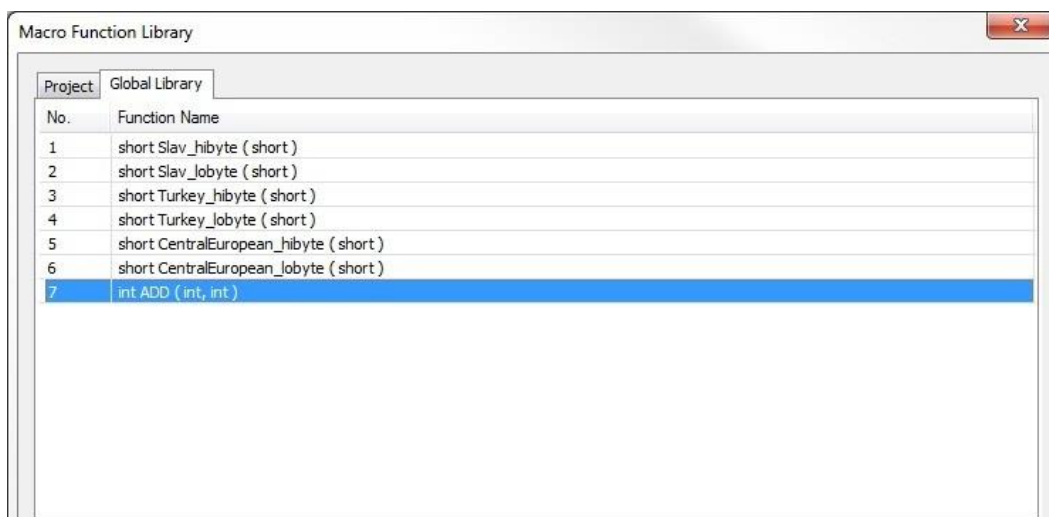 Macro Function Library
Project Global Library
No. Function Name
1 short Slav_hibyte ( short )
2 short Slav_lobyte ( short )
3 short Turkey_hibyte ( short )
4 short Turkey_lobyte ( short )
5 short CentralEuropean_hibyte ( short )
6 short CentralEuropean_lobyte ( short )
7 int ADD ( int, int )